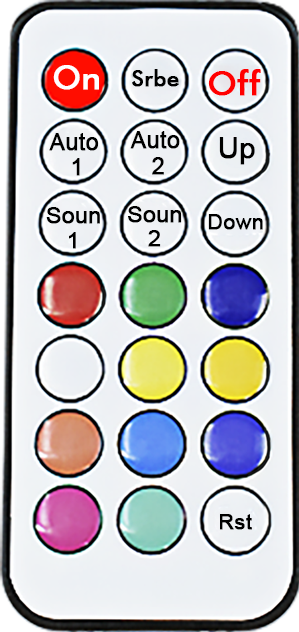 On
Srbe
Off
Auto
1
Auto
2
Up
Soun
1
Soun
2
Down
Rst